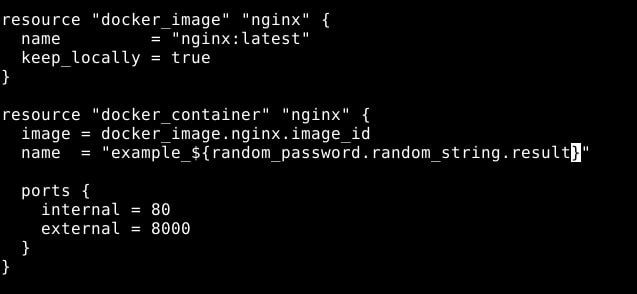 resource "docker_image" "nginx" {
  name         = "nginx:latest"
  keep_locally = true
}

resource "docker_container" "nginx" {
  image = docker_image.nginx.image_id
  name  = "example_${random_password.random_string.result}"

  ports {
    internal = 80
    external = 8000
  }
}